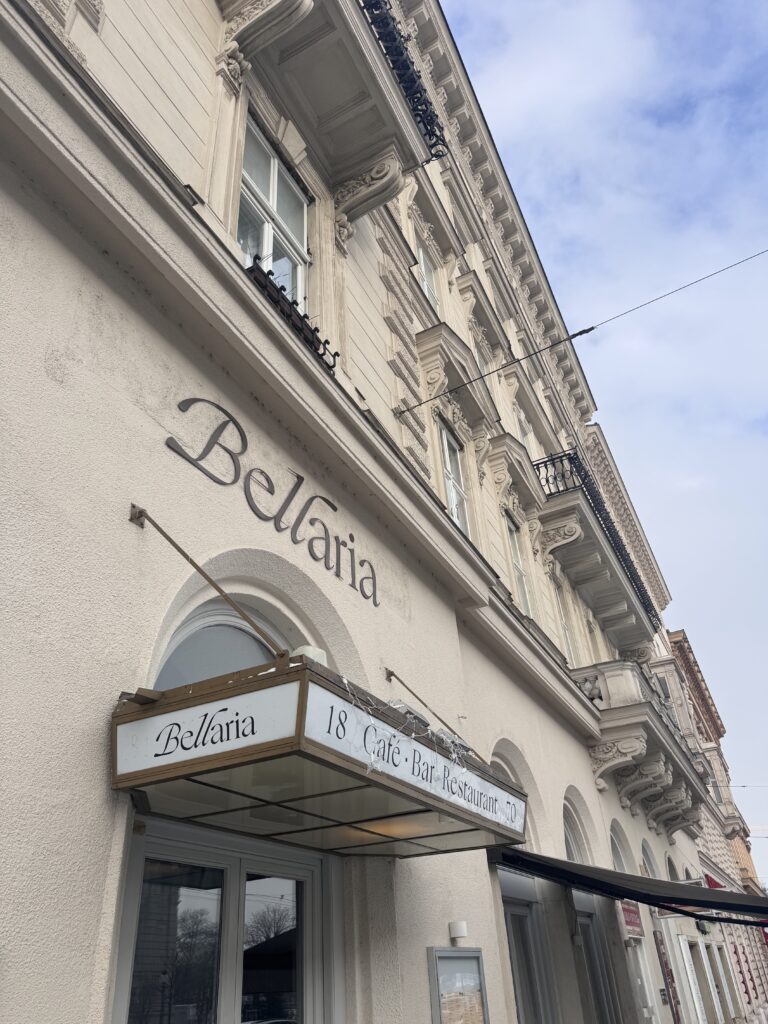 Bellaria
Bellaria
18 Café · Bar · Restaurant 70